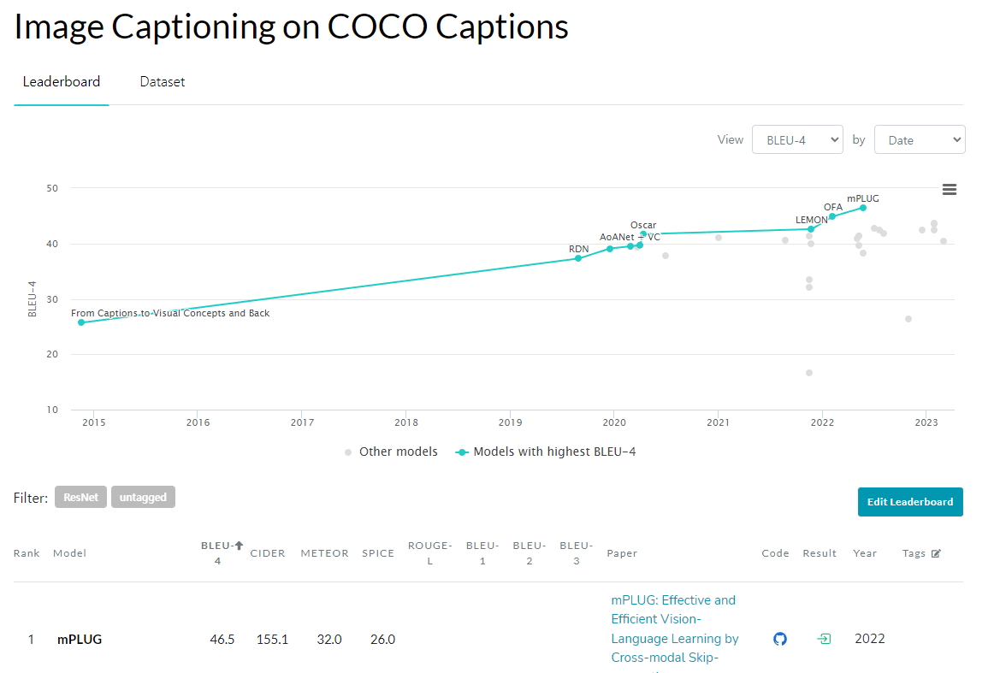 Image Captioning on COCO Captions
Leaderboard Dataset
View BLEU-4 by Date
50
40
30
20
10
BLEU-4
From Captions to Visual Concepts and Back
RDN
AoANet + VC
Oscar
LEMON
OFA
mPLUG
2015 2016 2017 2018 2019 2020 2021 2022 2023
Other models Models with highest BLEU-4
Filter: ResNet untagged
Edit Leaderboard
Rank Model BLEU-4 CIDER METEOR SPICE ROUGE-L BLEU-1 BLEU-2 BLEU-3 Paper Code Result Year Tags
1 mPLUG 46.5 155.1 32.0 26.0
mPLUG: Effective and
Efficient Vision-
Language Learning by
Cross-modal Skip-
2022